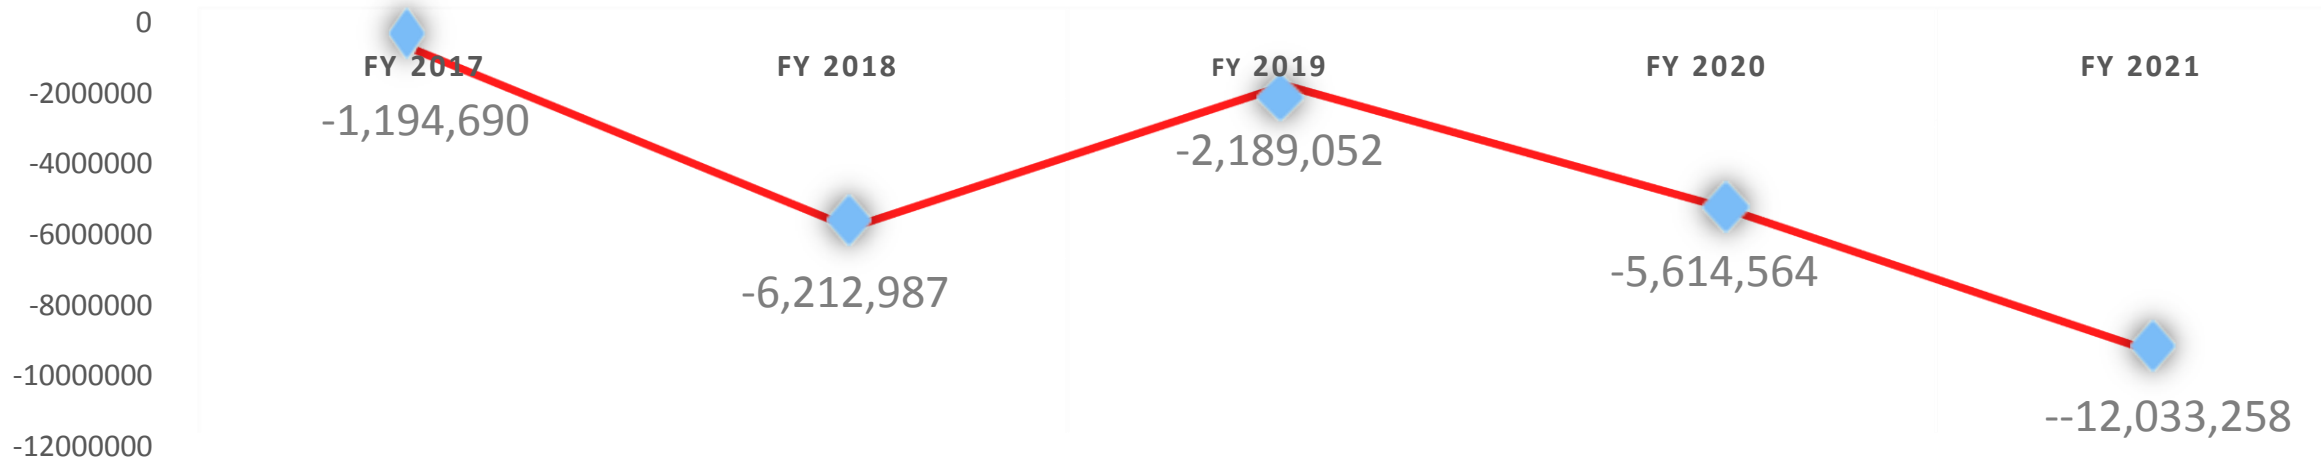 0
FY 2017
FY 2018
FY 2019
FY 2020
FY 2021
-2000000
-1,194,690
-2,189,052
-4000000
-6000000
-6,212,987
-5,614,564
-8000000
-10000000
--12,033,258
-12000000